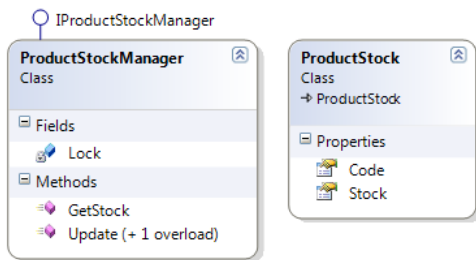 IProductStockManager
ProductStockManager
Class
Fields
Lock
Methods
GetStock
Update (+ 1 overload)
ProductStock
Class
ProductStock
Properties
Code
Stock